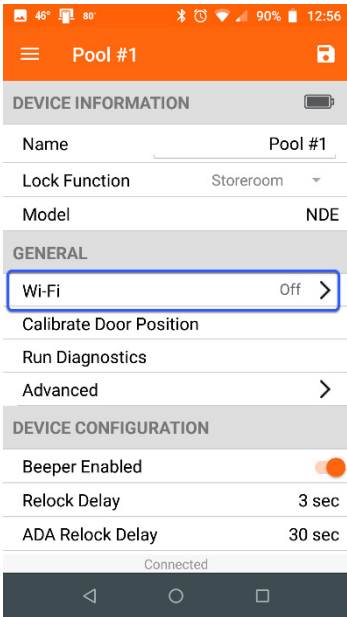 46° 80° 90% 12:56
Pool #1
DEVICE INFORMATION
Name Pool #1
Lock Function Storeroom
Model NDE
GENERAL
Wi-Fi Off
Calibrate Door Position
Run Diagnostics
Advanced
DEVICE CONFIGURATION
Beeper Enabled
Relock Delay 3 sec
ADA Relock Delay 30 sec
Connected